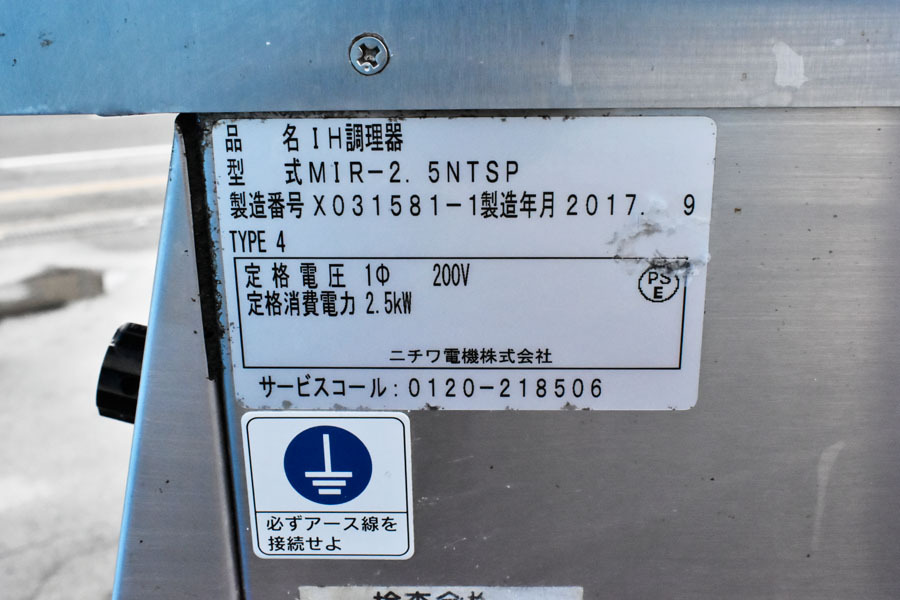 品 名 IH調理器
型 式 MIR-2.5NTSP
製造番号 X031581-1 製造年月 2017. 9
TYPE 4
定格電圧 1Φ 200V
PS E
定格消費電力 2.5kW
ニチワ電機株式会社
サービスコール:0120-218506
必ずアース線を
接続せよ